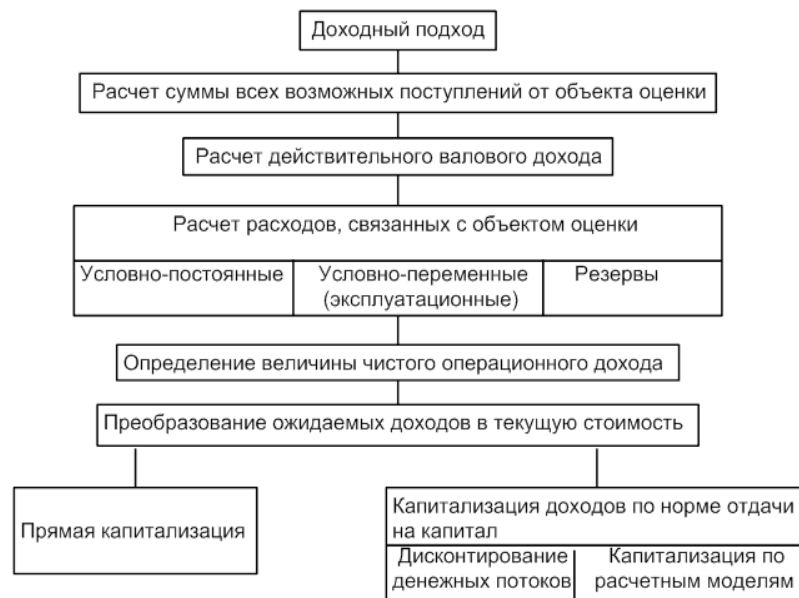 Доходный подход
Расчет суммы всех возможных поступлений от объекта оценки
Расчет действительного валового дохода
Расчет расходов, связанных с объектом оценки
Условно-постоянные
Условно-переменные
(эксплуатационные)
Резервы
Определение величины чистого операционного дохода
Преобразование ожидаемых доходов в текущую стоимость
Прямая капитализация
Капитализация доходов по норме отдачи
на капитал
Дисконтирование
денежных потоков
Капитализация по
расчетным моделям